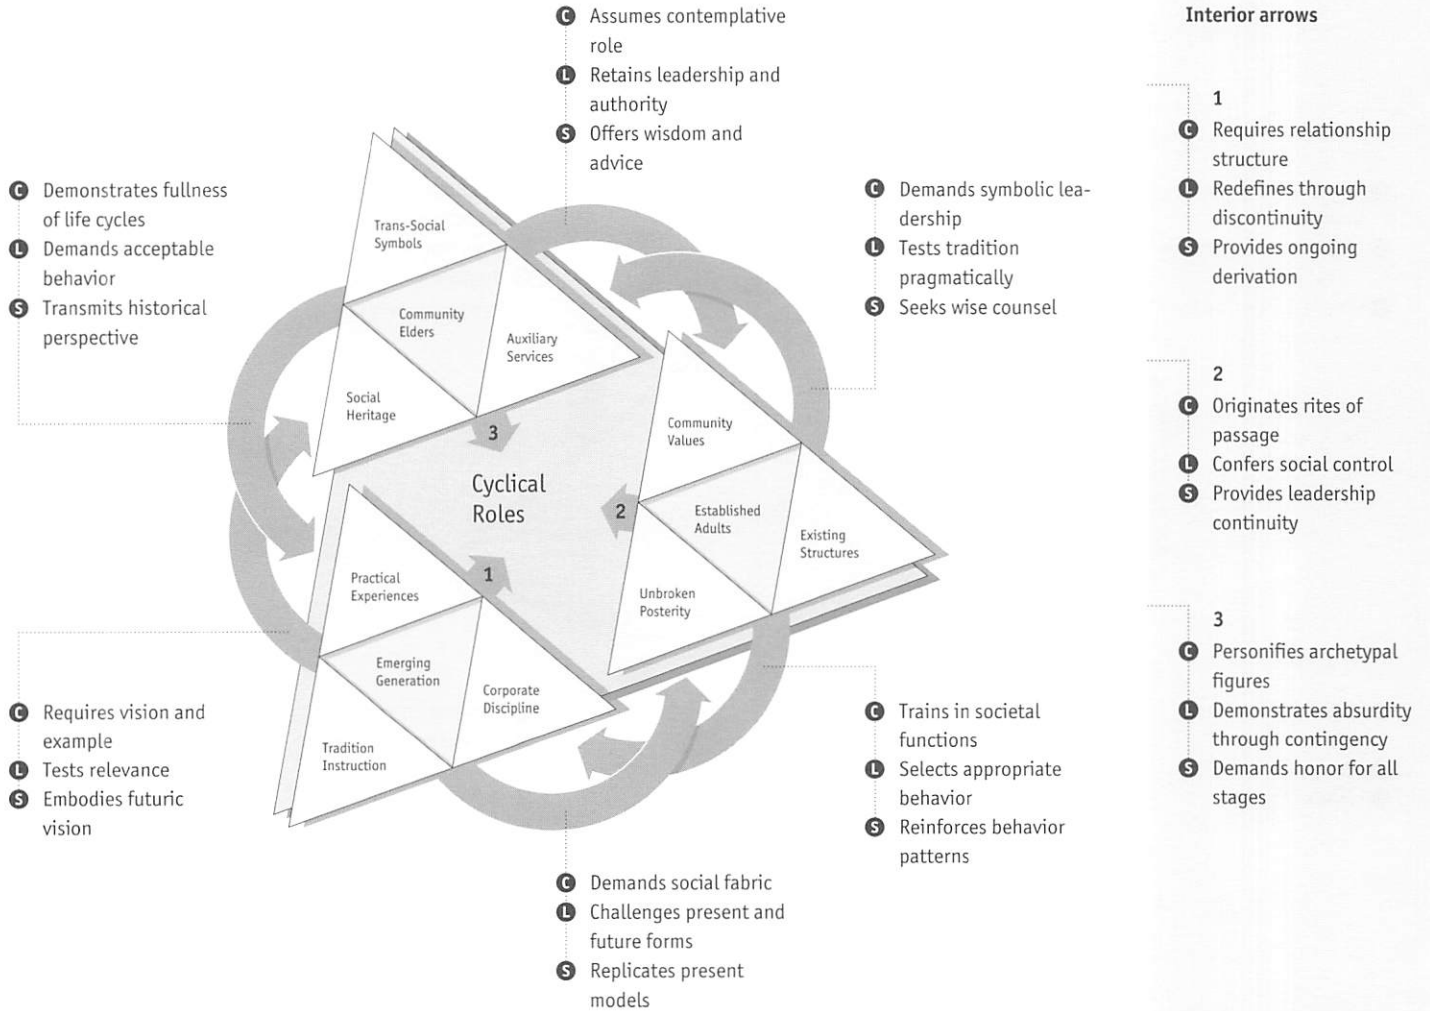 C Assumes contemplative
role
L Retains leadership and
authority
S Offers wisdom and
advice
C Demonstrates fullness
of life cycles
L Demands acceptable
behavior
S Transmits historical
perspective
C Demands symbolic lea-
dership
L Tests tradition
pragmatically
S Seeks wise counsel
Trans-Social
Symbols
Community
Elders
Auxiliary
Services
Social
Heritage
3
Cyclical
Roles
Community
Values
2
Established
Adults
Existing
Structures
Unbroken
Posterity
1
Practical
Experiences
Emerging
Generation
Corporate
Discipline
Tradition
Instruction
C Requires vision and
example
L Tests relevance
S Embodies futuric
vision
C Trains in societal
functions
L Selects appropriate
behavior
S Reinforces behavior
patterns
C Demands social fabric
L Challenges present and
future forms
S Replicates present
models
Interior arrows
1
C Requires relationship
structure
L Redefines through
discontinuity
S Provides ongoing
derivation
2
C Originates rites of
passage
L Confers social control
S Provides leadership
continuity
3
C Personifies archetypal
figures
L Demonstrates absurdity
through contingency
S Demands honor for all
stages